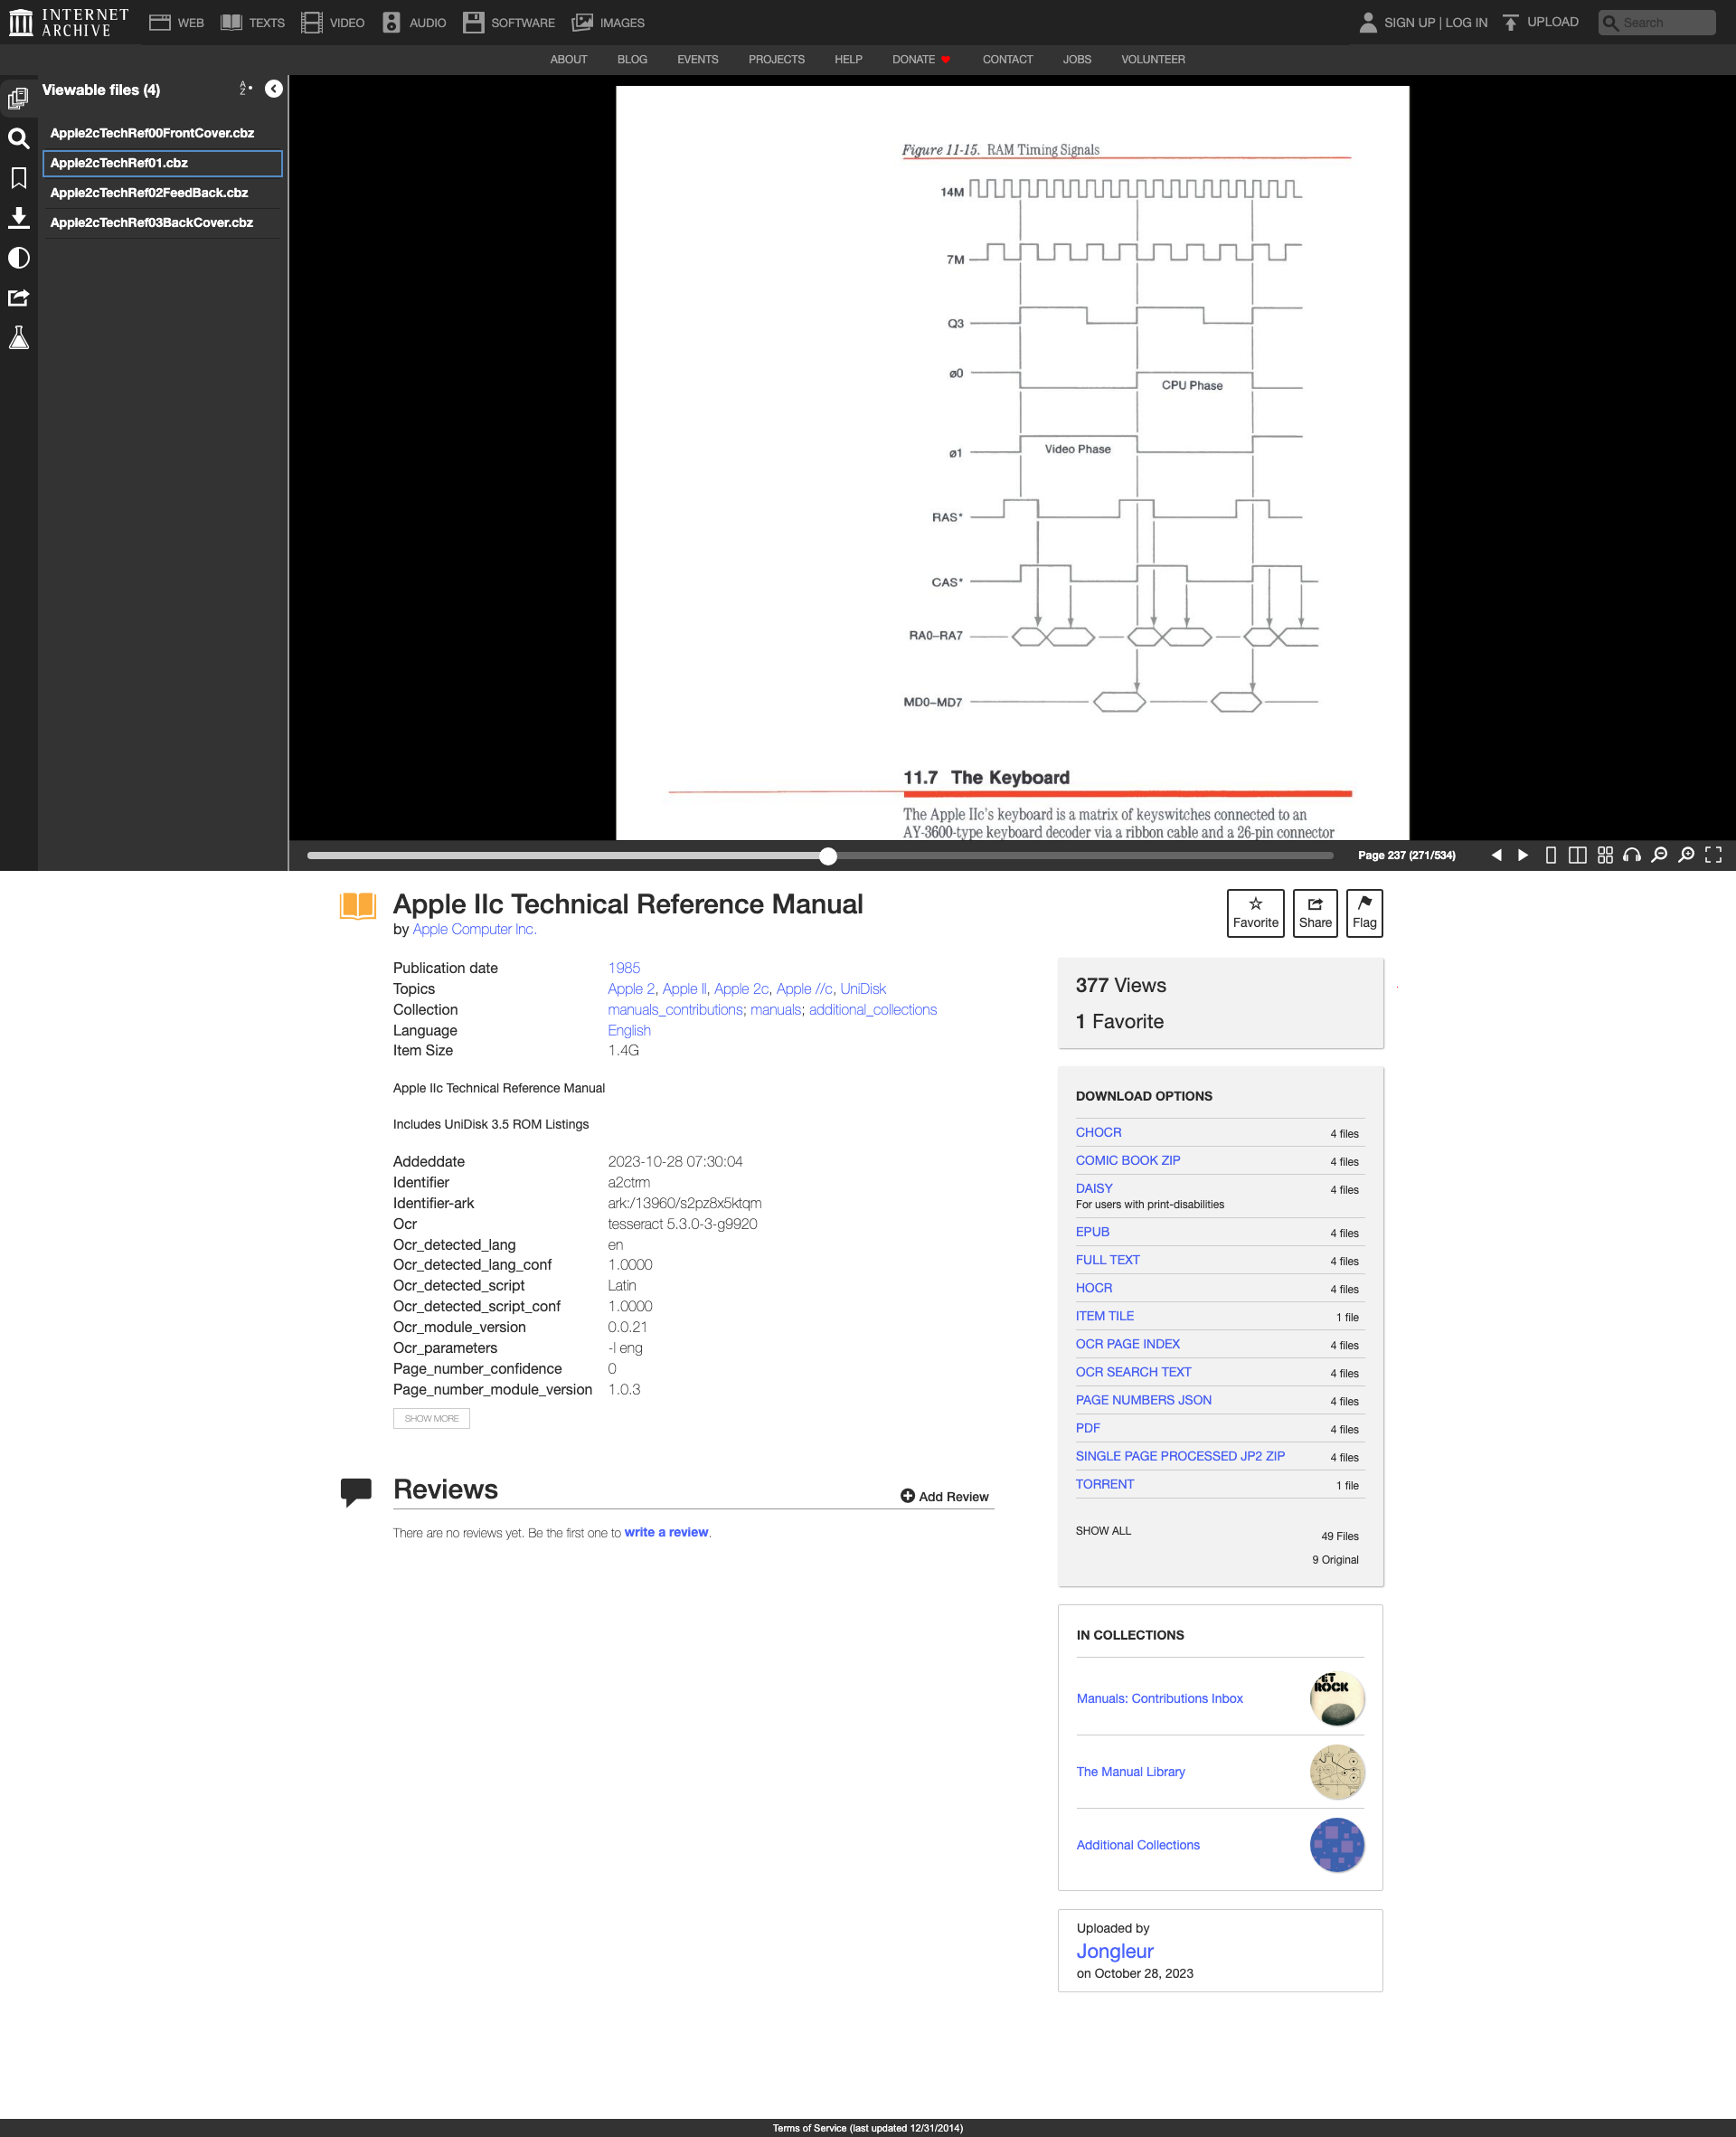 INTERNET ARCHIVE
WEB TEXTS VIDEO AUDIO SOFTWARE IMAGES
SIGN UP | LOG IN UPLOAD Search
ABOUT BLOG EVENTS PROJECTS HELP DONATE CONTACT JOBS VOLUNTEER
Viewable files (4)
A
Z
Apple2cTechRef00FrontCover.cbz
Apple2cTechRef01.cbz
Apple2cTechRef02FeedBack.cbz
Apple2cTechRef03BackCover.cbz
Figure 11-15. RAM Timing Signals
14M
7M
Q3
ø0
CPU Phase
ø1
Video Phase
RAS*
CAS*
RA0–RA7
MD0–MD7
11.7 The Keyboard
The Apple IIc's keyboard is a matrix of keyswitches connected to an
AY-3600-type keyboard decoder via a ribbon cable and a 26-pin connector
Page 237 (271/534)
Apple IIc Technical Reference Manual
by Apple Computer Inc.
Favorite Share Flag
Publication date 1985
Topics Apple 2, Apple II, Apple 2c, Apple //c, UniDisk
Collection manuals_contributions; manuals; additional_collections
Language English
Item Size 1.4G
Apple IIc Technical Reference Manual
Includes UniDisk 3.5 ROM Listings
Addeddate 2023-10-28 07:30:04
Identifier a2ctrm
Identifier-ark ark:/13960/s2pz8x5ktqm
Ocr tesseract 5.3.0-3-g9920
Ocr_detected_lang en
Ocr_detected_lang_conf 1.0000
Ocr_detected_script Latin
Ocr_detected_script_conf 1.0000
Ocr_module_version 0.0.21
Ocr_parameters -l eng
Page_number_confidence 0
Page_number_module_version 1.0.3
SHOW MORE
Reviews
Add Review
There are no reviews yet. Be the first one to write a review.
377 Views
1 Favorite
DOWNLOAD OPTIONS
CHOCR 4 files
COMIC BOOK ZIP 4 files
DAISY 4 files
For users with print-disabilities
EPUB 4 files
FULL TEXT 4 files
HOCR 4 files
ITEM TILE 1 file
OCR PAGE INDEX 4 files
OCR SEARCH TEXT 4 files
PAGE NUMBERS JSON 4 files
PDF 4 files
SINGLE PAGE PROCESSED JP2 ZIP 4 files
TORRENT 1 file
SHOW ALL 49 Files
9 Original
IN COLLECTIONS
Manuals: Contributions Inbox
ET
ROCK
The Manual Library
Additional Collections
Uploaded by
Jongleur
on October 28, 2023
Terms of Service (last updated 12/31/2014)